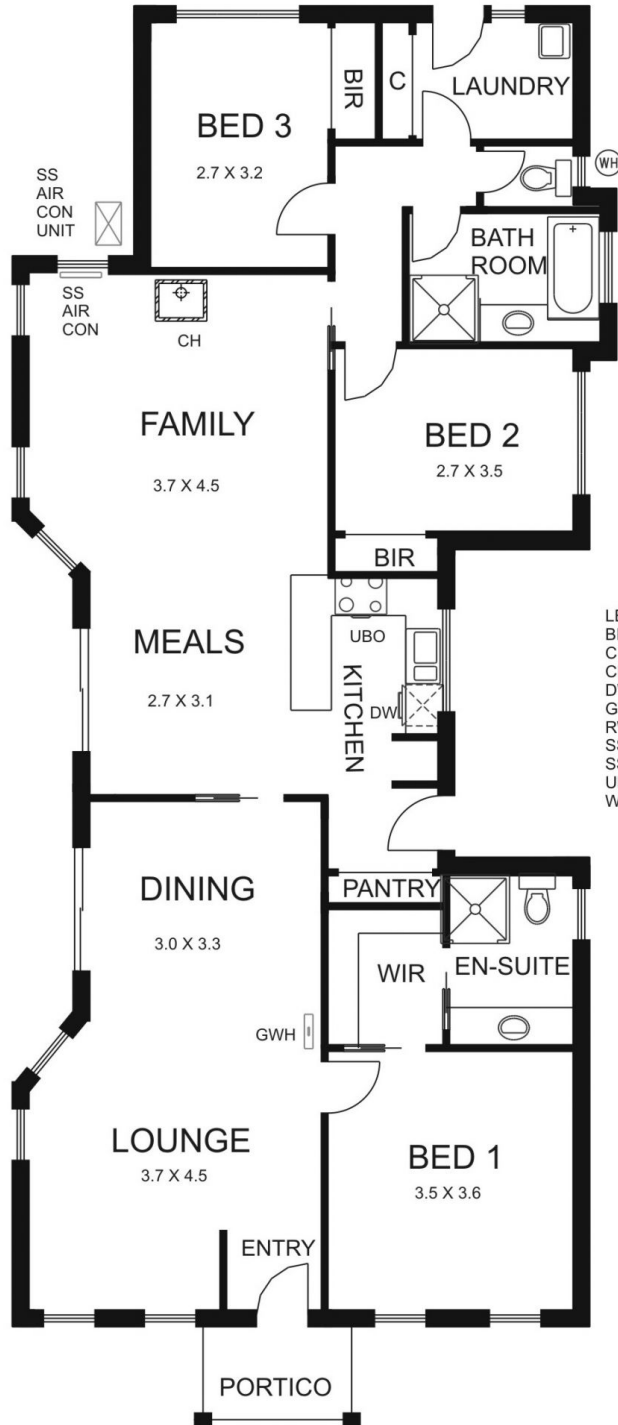 BED 3
2.7 X 3.2
BIR
C
LAUNDRY
WH
SS
AIR
CON
UNIT
SS
AIR
CON
CH
BATH
ROOM
FAMILY
3.7 X 4.5
BED 2
2.7 X 3.5
BIR
MEALS
2.7 X 3.1
UBO
KITCHEN
DW
DINING
3.0 X 3.3
PANTRY
WIR
EN-SUITE
GWH
LOUNGE
3.7 X 4.5
BED 1
3.5 X 3.6
ENTRY
PORTICO